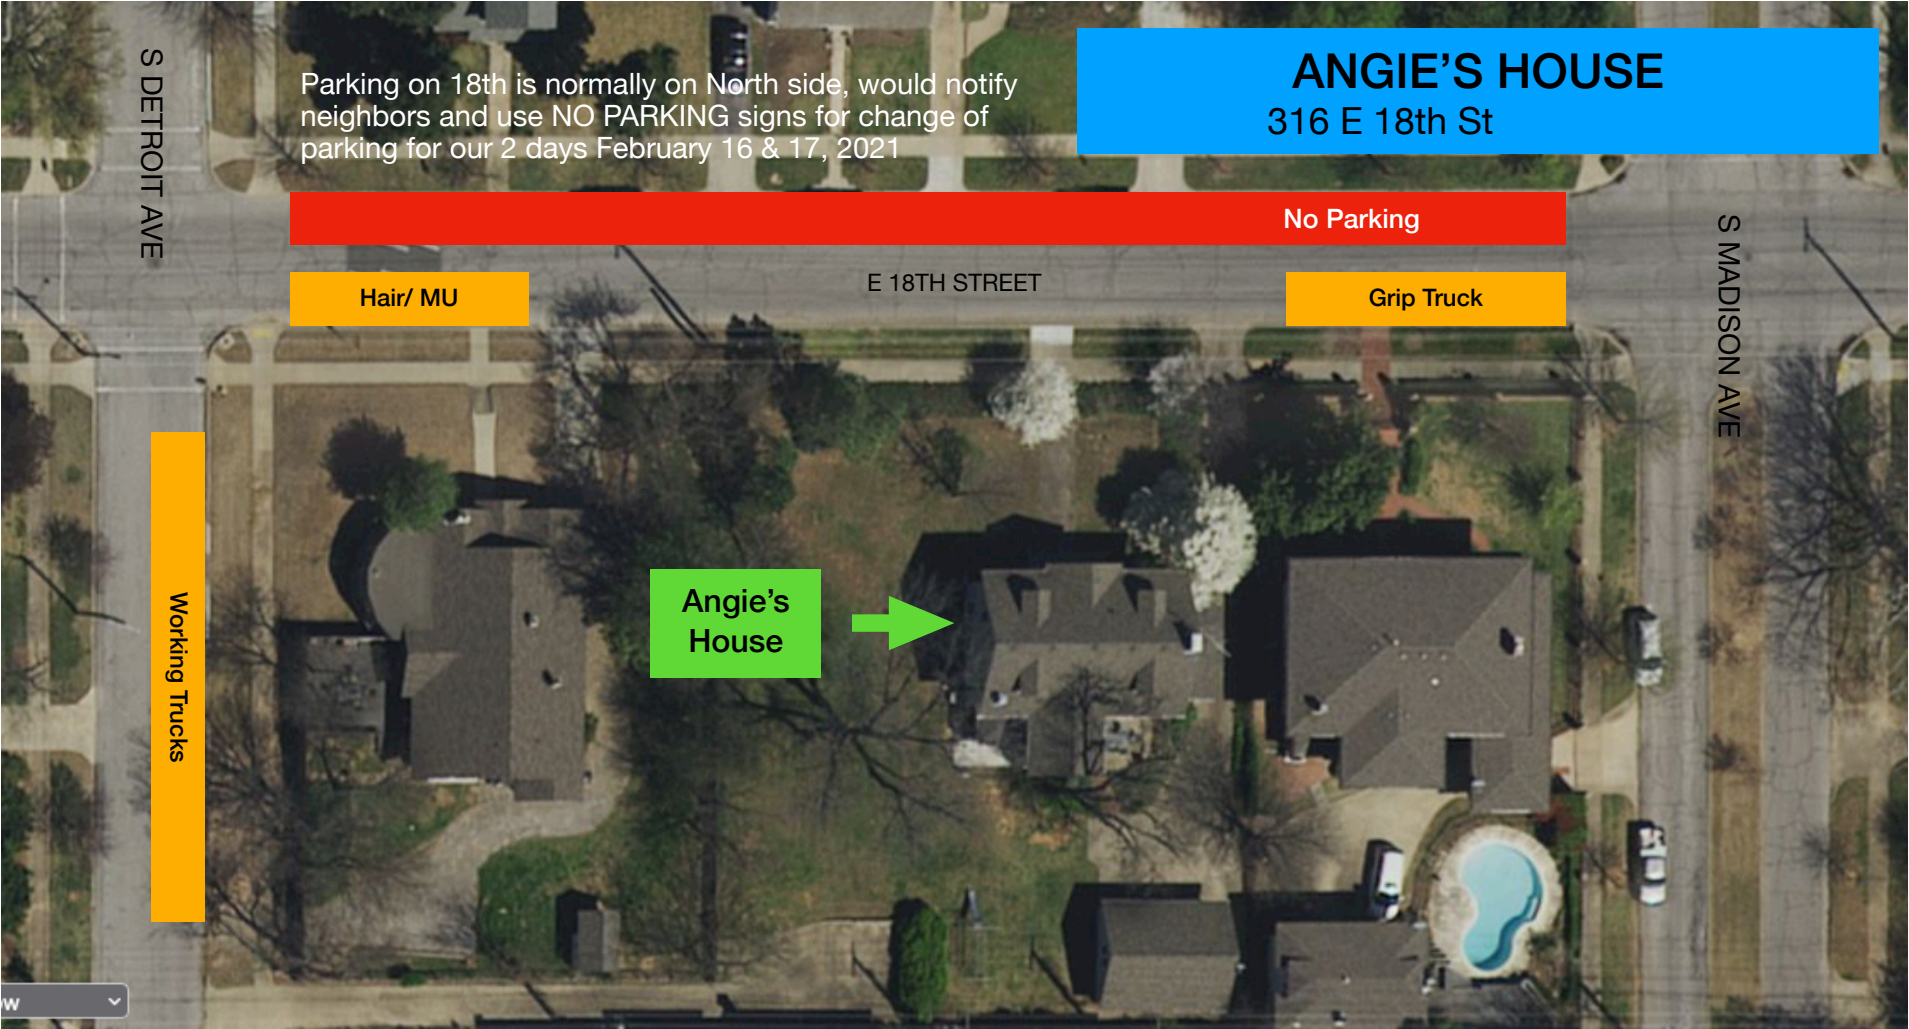 S DETROIT AVE
Parking on 18th is normally on North side, would notify
neighbors and use NO PARKING signs for change of
parking for our 2 days February 16 & 17, 2021
ANGIE'S HOUSE
316 E 18th St
No Parking
S MADISON AVE
Hair/ MU
E 18TH STREET
Grip Truck
Working Trucks
Angie's
House